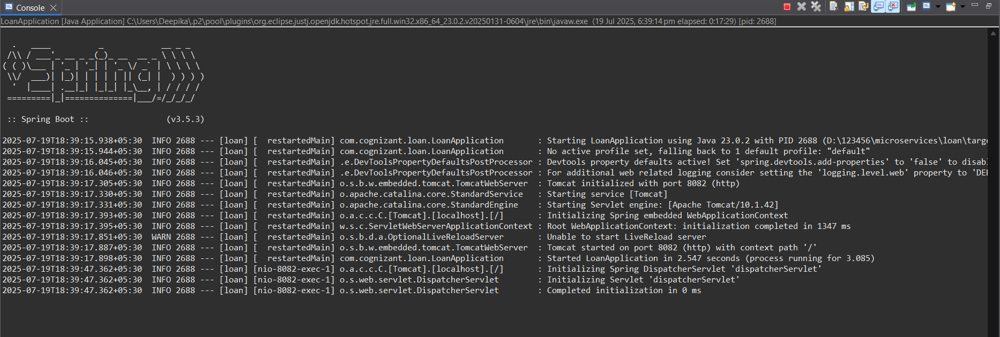 Console
LoanApplication [Java Application] C:\Users\Deepika\.p2\pool\plugins\org.eclipse.justj.openjdk.hotspot.jre.full.win32.x86_64_23.0.2.v20250131-0604\jre\bin\javaw.exe (19 Jul 2025, 6:39:14 pm elapsed: 0:17:29) [pid: 2688]
  .   ____          _            __ _ _
 /\\ / ___'_ __ _ _(_)_ __  __ _ \ \ \ \
( ( )\___ | '_ | '_| | '_ \/ _` | \ \ \ \
 \\/  ___)| |_)| | | | | || (_| |  ) ) ) )
  '  |____| .__|_| |_|_| |_\__, | / / / /
 =========|_|==============|___/=/_/_/_/
 :: Spring Boot ::                (v3.5.3)
2025-07-19T18:39:15.938+05:30  INFO 2688 --- [loan] [  restartedMain] com.cognizant.loan.LoanApplication       : Starting LoanApplication using Java 23.0.2 with PID 2688 (D:\123456\microservices\loan\targe
2025-07-19T18:39:15.944+05:30  INFO 2688 --- [loan] [  restartedMain] com.cognizant.loan.LoanApplication       : No active profile set, falling back to 1 default profile: "default"
2025-07-19T18:39:16.045+05:30  INFO 2688 --- [loan] [  restartedMain] .e.DevToolsPropertyDefaultsPostProcessor : Devtools property defaults active! Set 'spring.devtools.add-properties' to 'false' to disab
2025-07-19T18:39:16.046+05:30  INFO 2688 --- [loan] [  restartedMain] .e.DevToolsPropertyDefaultsPostProcessor : For additional web related logging consider setting the 'logging.level.web' property to 'DEB
2025-07-19T18:39:17.305+05:30  INFO 2688 --- [loan] [  restartedMain] o.s.b.w.embedded.tomcat.TomcatWebServer  : Tomcat initialized with port 8082 (http)
2025-07-19T18:39:17.330+05:30  INFO 2688 --- [loan] [  restartedMain] o.apache.catalina.core.StandardService   : Starting service [Tomcat]
2025-07-19T18:39:17.331+05:30  INFO 2688 --- [loan] [  restartedMain] o.apache.catalina.core.StandardEngine    : Starting Servlet engine: [Apache Tomcat/10.1.42]
2025-07-19T18:39:17.393+05:30  INFO 2688 --- [loan] [  restartedMain] o.a.c.c.C.[Tomcat].[localhost].[/]       : Initializing Spring embedded WebApplicationContext
2025-07-19T18:39:17.395+05:30  INFO 2688 --- [loan] [  restartedMain] w.s.c.ServletWebServerApplicationContext : Root WebApplicationContext: initialization completed in 1347 ms
2025-07-19T18:39:17.851+05:30  WARN 2688 --- [loan] [  restartedMain] o.s.b.d.a.OptionalLiveReloadServer       : Unable to start LiveReload server
2025-07-19T18:39:17.887+05:30  INFO 2688 --- [loan] [  restartedMain] o.s.b.w.embedded.tomcat.TomcatWebServer  : Tomcat started on port 8082 (http) with context path '/'
2025-07-19T18:39:17.898+05:30  INFO 2688 --- [loan] [  restartedMain] com.cognizant.loan.LoanApplication       : Started LoanApplication in 2.547 seconds (process running for 3.085)
2025-07-19T18:39:47.362+05:30  INFO 2688 --- [loan] [nio-8082-exec-1] o.a.c.c.C.[Tomcat].[localhost].[/]       : Initializing Spring DispatcherServlet 'dispatcherServlet'
2025-07-19T18:39:47.362+05:30  INFO 2688 --- [loan] [nio-8082-exec-1] o.s.web.servlet.DispatcherServlet        : Initializing Servlet 'dispatcherServlet'
2025-07-19T18:39:47.362+05:30  INFO 2688 --- [loan] [nio-8082-exec-1] o.s.web.servlet.DispatcherServlet        : Completed initialization in 0 ms